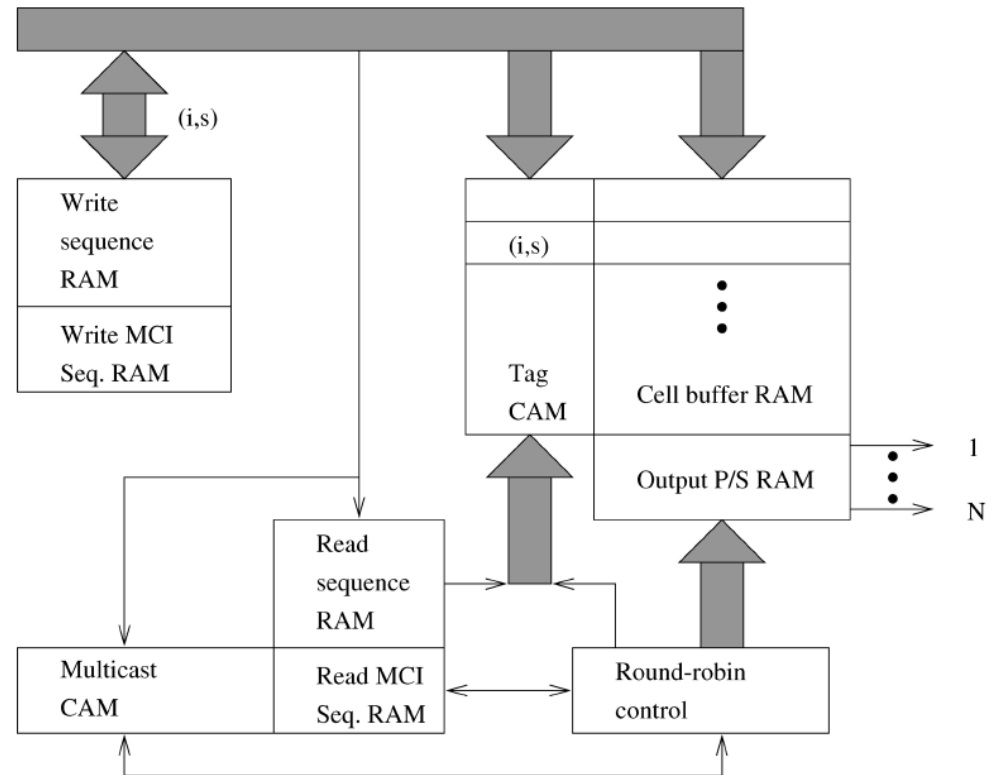 (i,s)
Write
sequence
RAM
Write MCI
Seq. RAM
(i,s)
Tag
CAM
Cell buffer RAM
Output P/S RAM
1
N
Read
sequence
RAM
Multicast
CAM
Read MCI
Seq. RAM
Round-robin
control